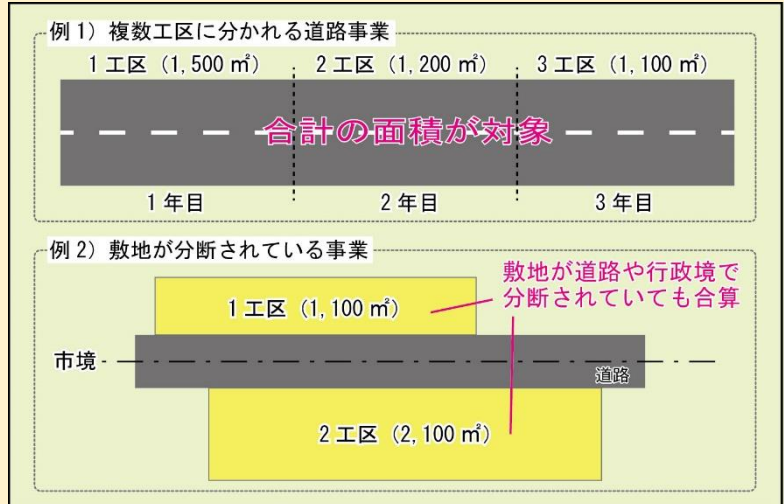 例1）複数工区に分かれる道路事業
1工区（1,500㎡） 2工区（1,200㎡） 3工区（1,100㎡）
合計の面積が対象
1年目 2年目 3年目
例2）敷地が分断されている事業
敷地が道路や行政境で
分断されていても合算
1工区（1,100㎡）
市境
道路
2工区（2,100㎡）